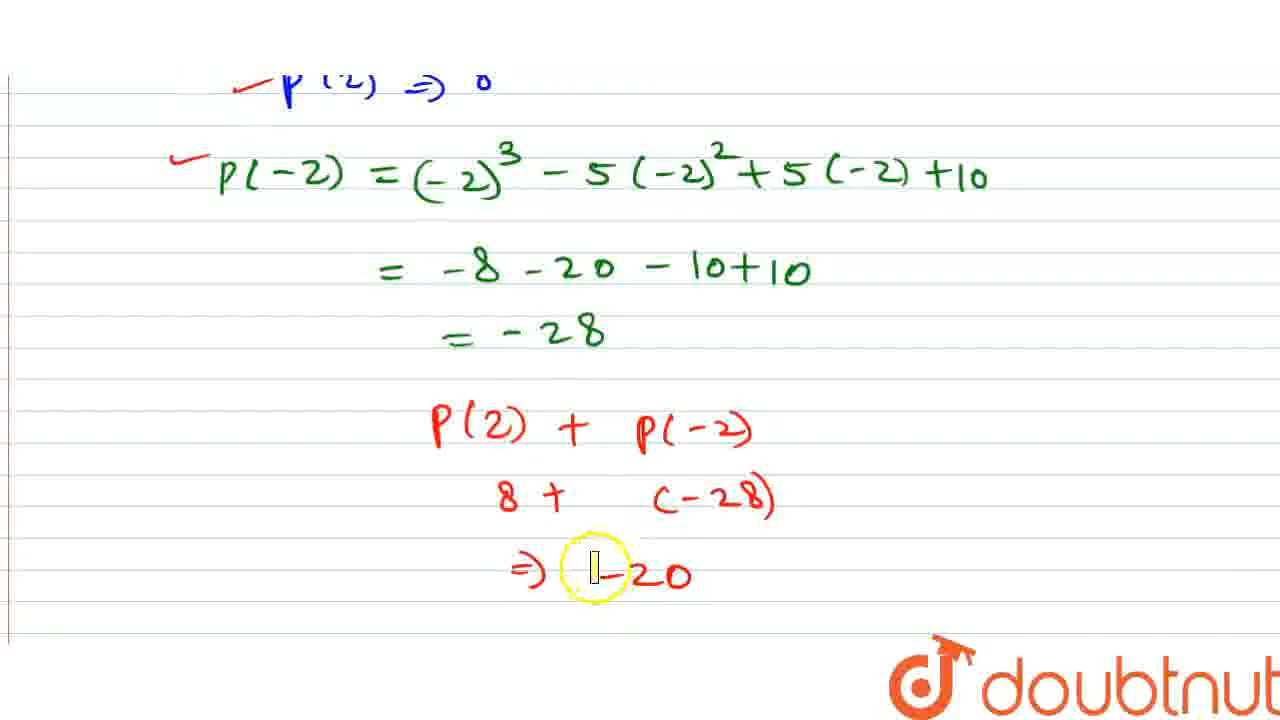 p(2) ⇒ 8
p(-2) = (-2)³ - 5(-2)² + 5(-2) + 10
= -8 - 20 - 10 + 10
= -28
p(2) + p(-2)
8 + (-28)
⇒ -20
doubtnut